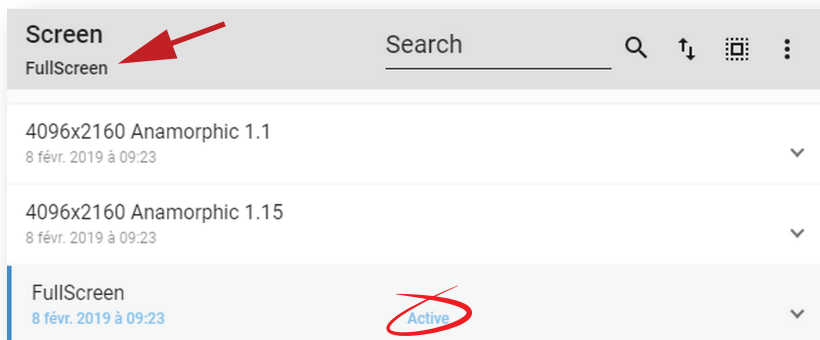 Screen
FullScreen
Search
4096x2160 Anamorphic 1.1
8 févr. 2019 à 09:23
4096x2160 Anamorphic 1.15
8 févr. 2019 à 09:23
FullScreen
8 févr. 2019 à 09:23 Active